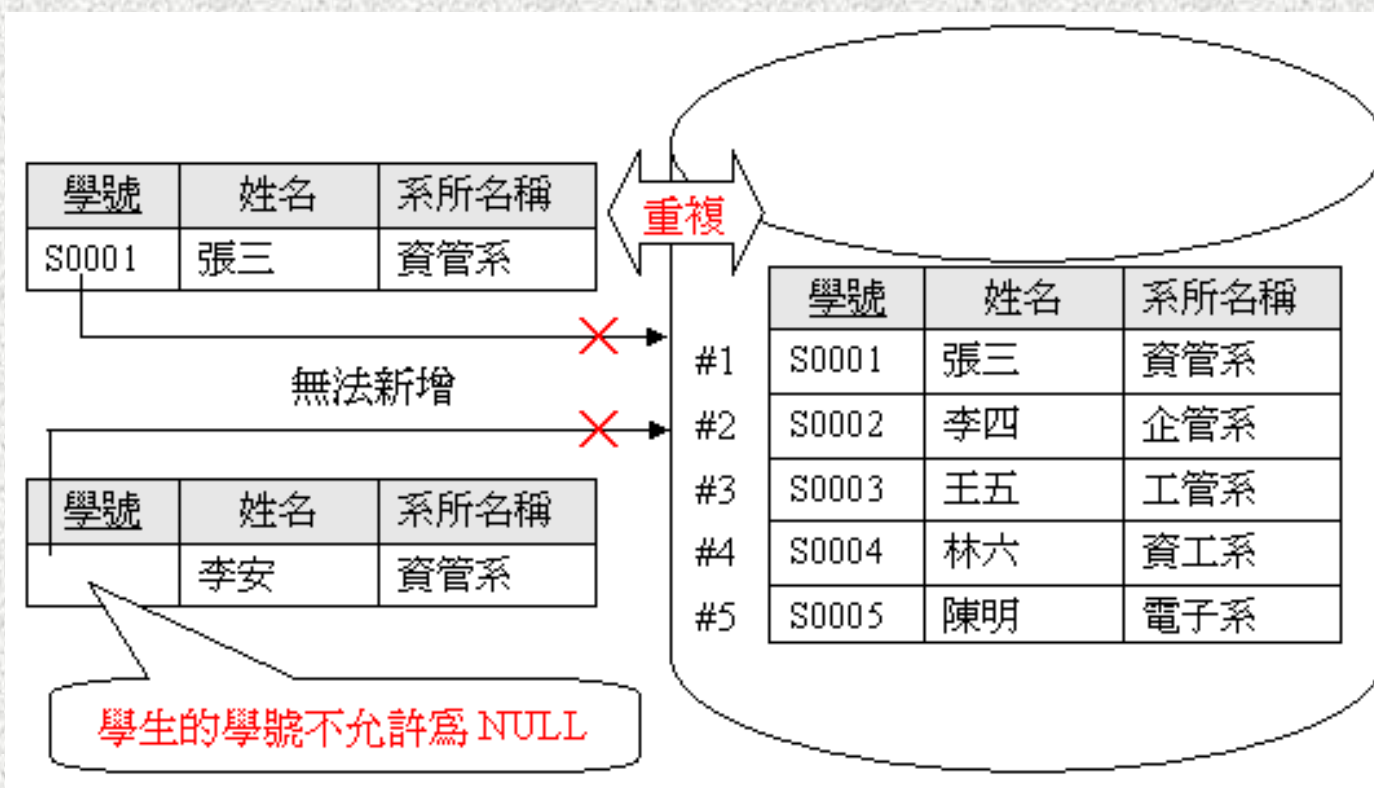 學號 姓名 系所名稱
S0001 張三 資管系
重複
無法新增
學號 姓名 系所名稱
李安 資管系
學生的學號不允許為 NULL
學號 姓名 系所名稱
#1 S0001 張三 資管系
#2 S0002 李四 企管系
#3 S0003 王五 工管系
#4 S0004 林六 資工系
#5 S0005 陳明 電子系